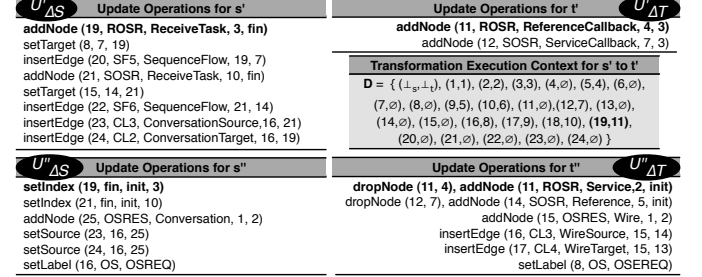 U'ΔS Update Operations for s'
addNode (19, ROSR, ReceiveTask, 3, fin)
setTarget (8, 7, 19)
insertEdge (20, SF5, SequenceFlow, 19, 7)
addNode (21, SOSR, ReceiveTask, 10, fin)
setTarget (15, 14, 21)
insertEdge (22, SF6, SequenceFlow, 21, 14)
insertEdge (23, CL3, ConversationSource,16, 21)
insertEdge (24, CL2, ConversationTarget, 16, 19)
Update Operations for t' U'ΔT
addNode (11, ROSR, ReferenceCallback, 4, 3)
addNode (12, SOSR, ServiceCallback, 7, 3)
Transformation Execution Context for s' to t'
D = { (⊥s,⊥t), (1,1), (2,2), (3,3), (4,∅), (5,4), (6,∅),
(7,∅) (8,∅), (9,5), (10,6), (11,∅),(12,7), (13,∅),
(14,∅), (15,∅), (16,8), (17,9), (18,10), (19,11),
(20,∅), (21,∅), (22,∅), (23,∅), (24,∅) }
U''ΔS Update Operations for s''
setIndex (19, fin, init, 3)
setIndex (21, fin, init, 10)
addNode (25, OSRES, Conversation, 1, 2)
setSource (23, 16, 25)
setSource (24, 16, 25)
setLabel (16, OS, OSREQ)
Update Operations for t'' U''ΔT
dropNode (11, 4), addNode (11, ROSR, Service,2, init)
dropNode (12, 7), addNode (14, SOSR, Reference, 5, init)
addNode (15, OSRES, Wire, 1, 2)
insertEdge (16, CL3, WireSource, 15, 14)
insertEdge (17, CL4, WireTarget, 15, 13)
setLabel (8, OS, OSEREQ)